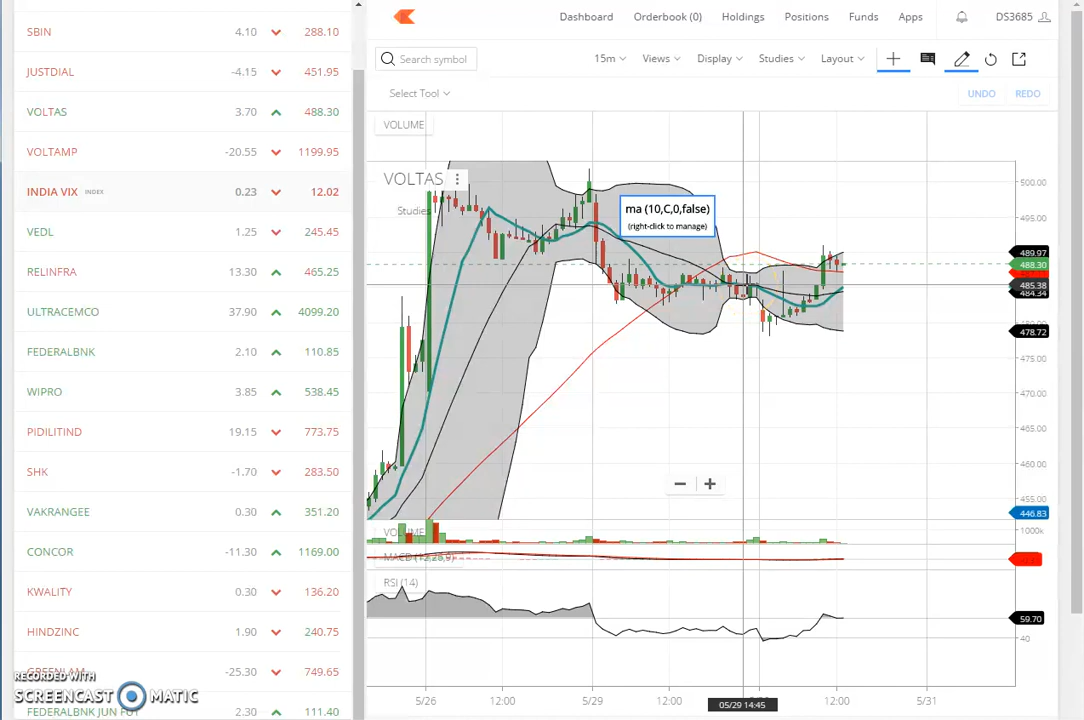 Dashboard Orderbook (0) Holdings Positions Funds Apps DS3685
Search symbol 15m Views Display Studies Layout
Select Tool UNDO REDO
SBIN 4.10 288.10
JUSTDIAL -4.15 451.95
VOLTAS 3.70 488.30
VOLTAMP -20.55 1199.95
INDIA VIX INDEX 0.23 12.02
VEDL 1.25 245.45
RELINFRA 13.30 465.25
ULTRACEMCO 37.90 4099.20
FEDERALBNK 2.10 110.85
WIPRO 3.85 538.45
PIDILITIND 19.15 773.75
SHK -1.70 283.50
VAKRANGEE 0.30 351.20
CONCOR -11.30 1169.00
KWALITY 0.30 136.20
HINDZINC 1.90 240.75
GREENLAM -25.30 749.65
RECORDED WITH
SCREENCAST MATIC
FEDERALBNK JUN FUT 2.30 111.40
VOLUME
VOLTAS
Studies
ma (10,C,0,false)
(right-click to manage)
500.00
495.00
489.97
488.30
485.38
484.34
480.00
478.72
475.00
470.00
465.00
460.00
455.00
446.83
VOLUME
1000k
MACD (12,26,9)
RSI (14)
59.70
40
5/26 12:00 5/29 12:00 05/29 14:45 12:00 5/31